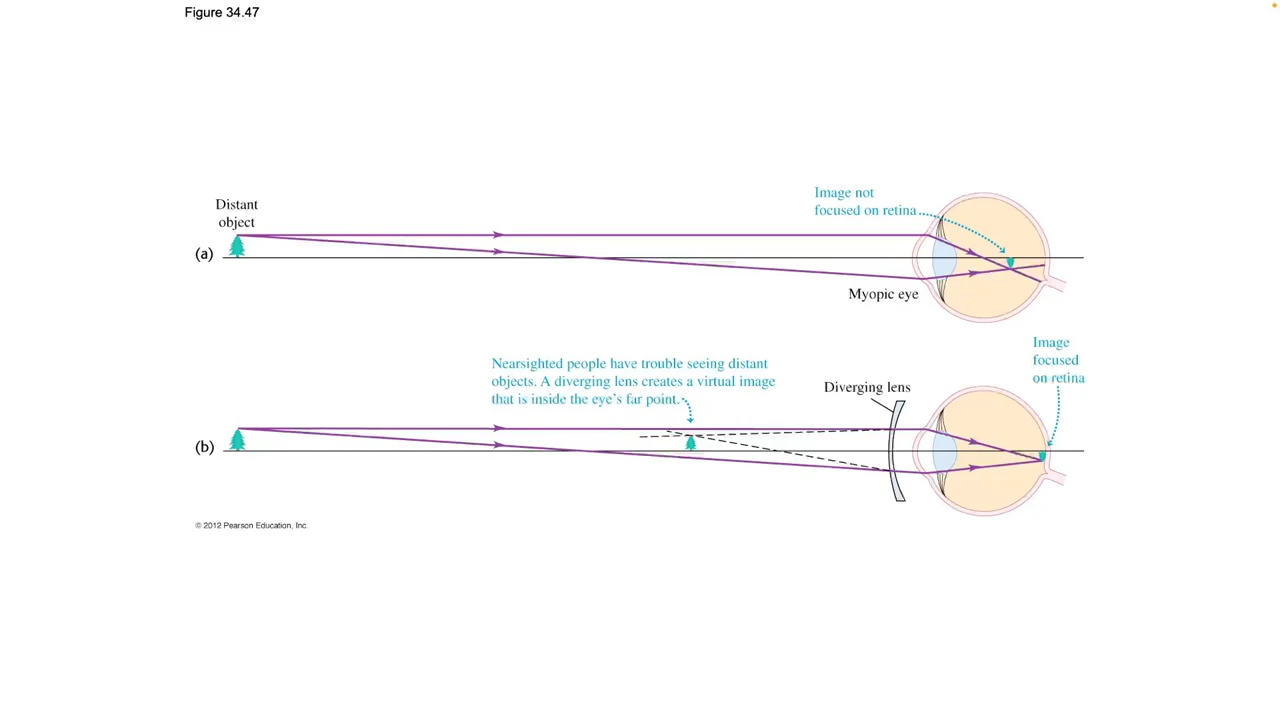 Figure 34.47
Distant
object
Image not
focused on retina
(a)
Myopic eye
Image
focused
on retina
Nearsighted people have trouble seeing distant
objects. A diverging lens creates a virtual image
that is inside the eye's far point.
Diverging lens
(b)
© 2012 Pearson Education, Inc.